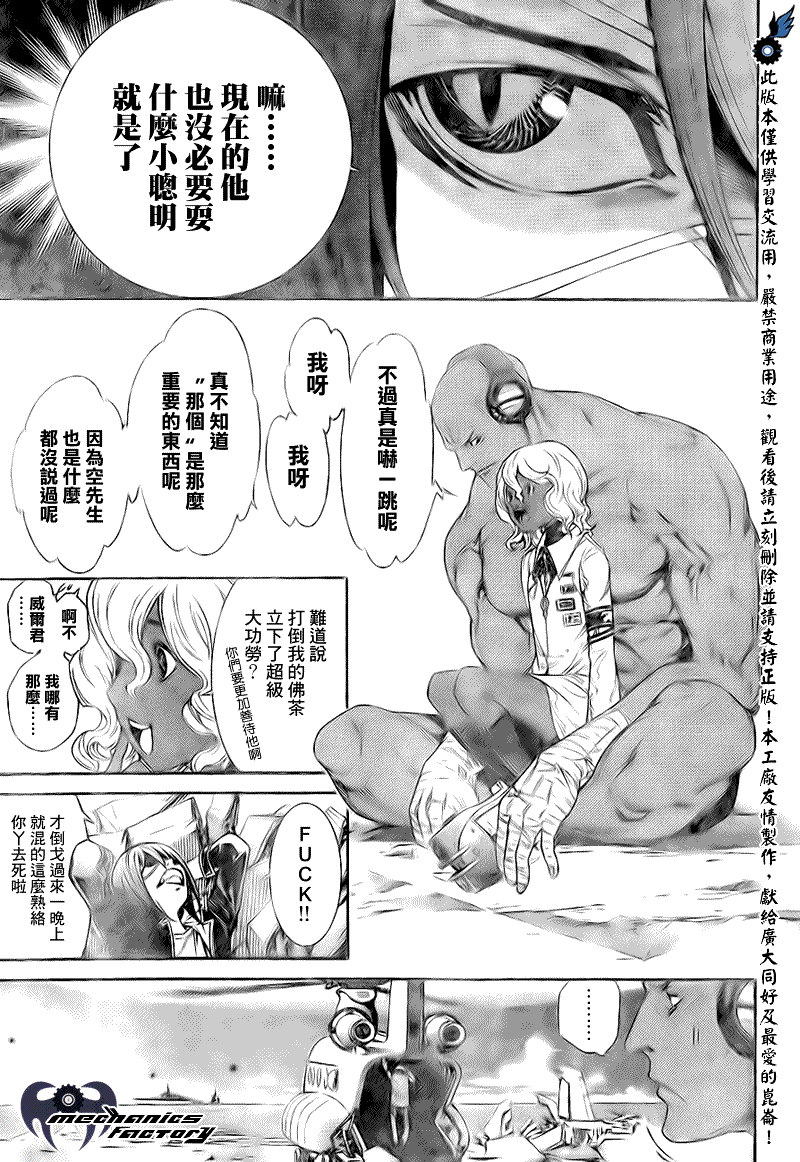 嘛……
現在的他
也沒必要耍
什麼小聰明
就是了
不過真是嚇一跳呢
我呀
我呀
真不知道
〝那個〞是那麼
重要的東西呢
因為空先生
也是什麼
都沒說過呢
難道說
打倒我的佛茶
立下了超級
大功勞？
你們要更加善待他啊
啊不
威爾君
……
我哪有
那麼……
FUCK!!
才倒戈過來一晚上
就混的這麼熟絡
你丫去死啦
……
此版本僅供學習交流用，嚴禁商業用途，觀看後請立刻刪除並請支持正版！本工廠友情製作，獻給廣大同好及最愛的崑崙！
mechanics
Factory